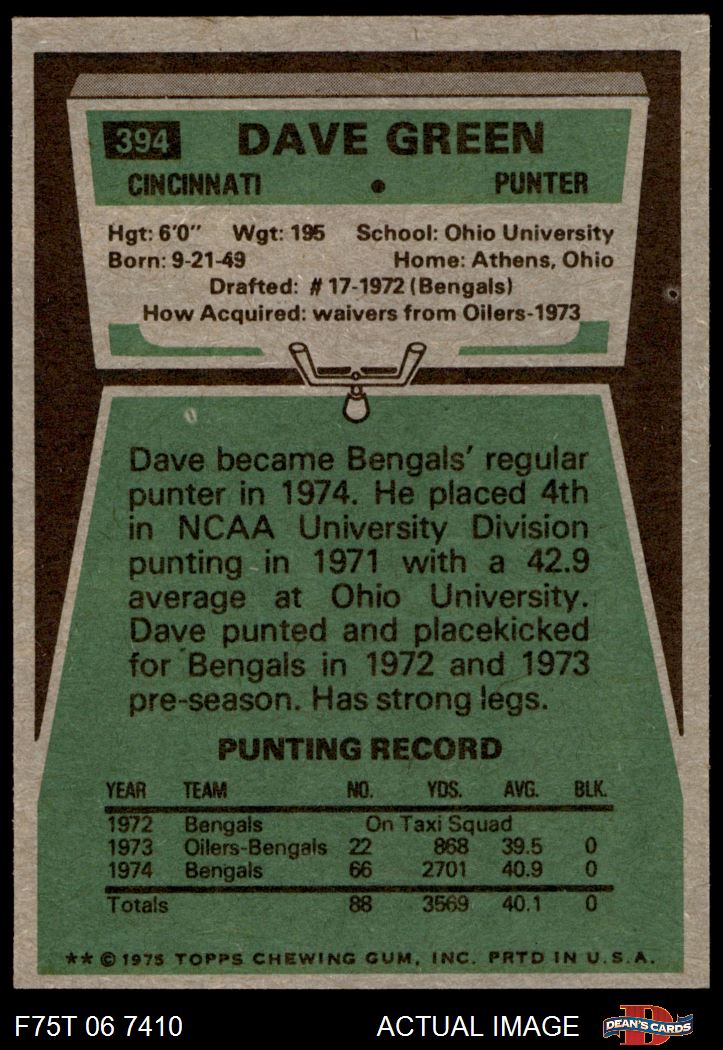 394 DAVE GREEN
CINCINNATI • PUNTER
Hgt: 6'0" Wgt: 195 School: Ohio University
Born: 9-21-49 Home: Athens, Ohio
Drafted: #17-1972 (Bengals)
How Acquired: waivers from Oilers-1973
Dave became Bengals' regular
punter in 1974. He placed 4th
in NCAA University Division
punting in 1971 with a 42.9
average at Ohio University.
Dave punted and placekicked
for Bengals in 1972 and 1973
pre-season. Has strong legs.
PUNTING RECORD
YEAR TEAM NO. YDS. AVG. BLK.
1972 Bengals On Taxi Squad
1973 Oilers-Bengals 22 868 39.5 0
1974 Bengals 66 2701 40.9 0
Totals 88 3569 40.1 0
** © 1975 TOPPS CHEWING GUM, INC. PRTD IN U.S.A.
F75T 06 7410 ACTUAL IMAGE D DEAN'S CARDS